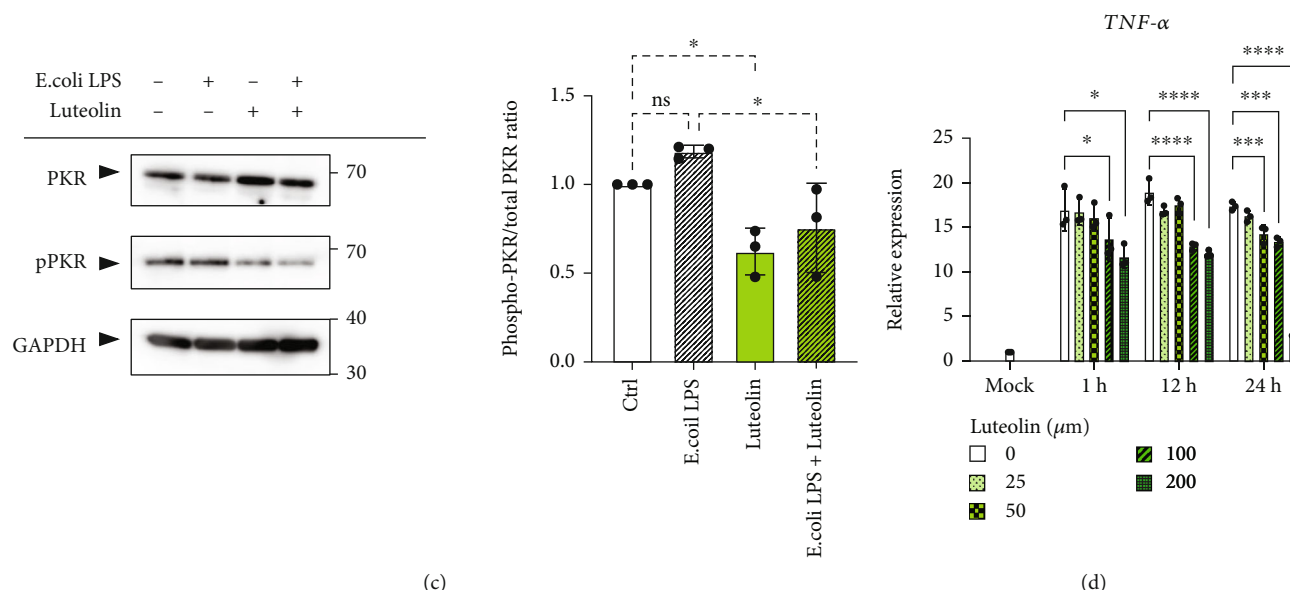 E.coli LPS – + – +
Luteolin – – + +
PKR
70
pPKR
70
GAPDH
40
30
Phospho-PKR/total PKR ratio
1.5
1.0
0.5
0.0
*
ns
*
Ctrl
E.coil LPS
Luteolin
E.coli LPS + Luteolin
(c)
TNF-α
Relative expression
25
20
15
10
5
0
*
*
****
****
****
***
***
Mock 1 h 12 h 24 h
Luteolin (μm)
0 100
25 200
50
(d)